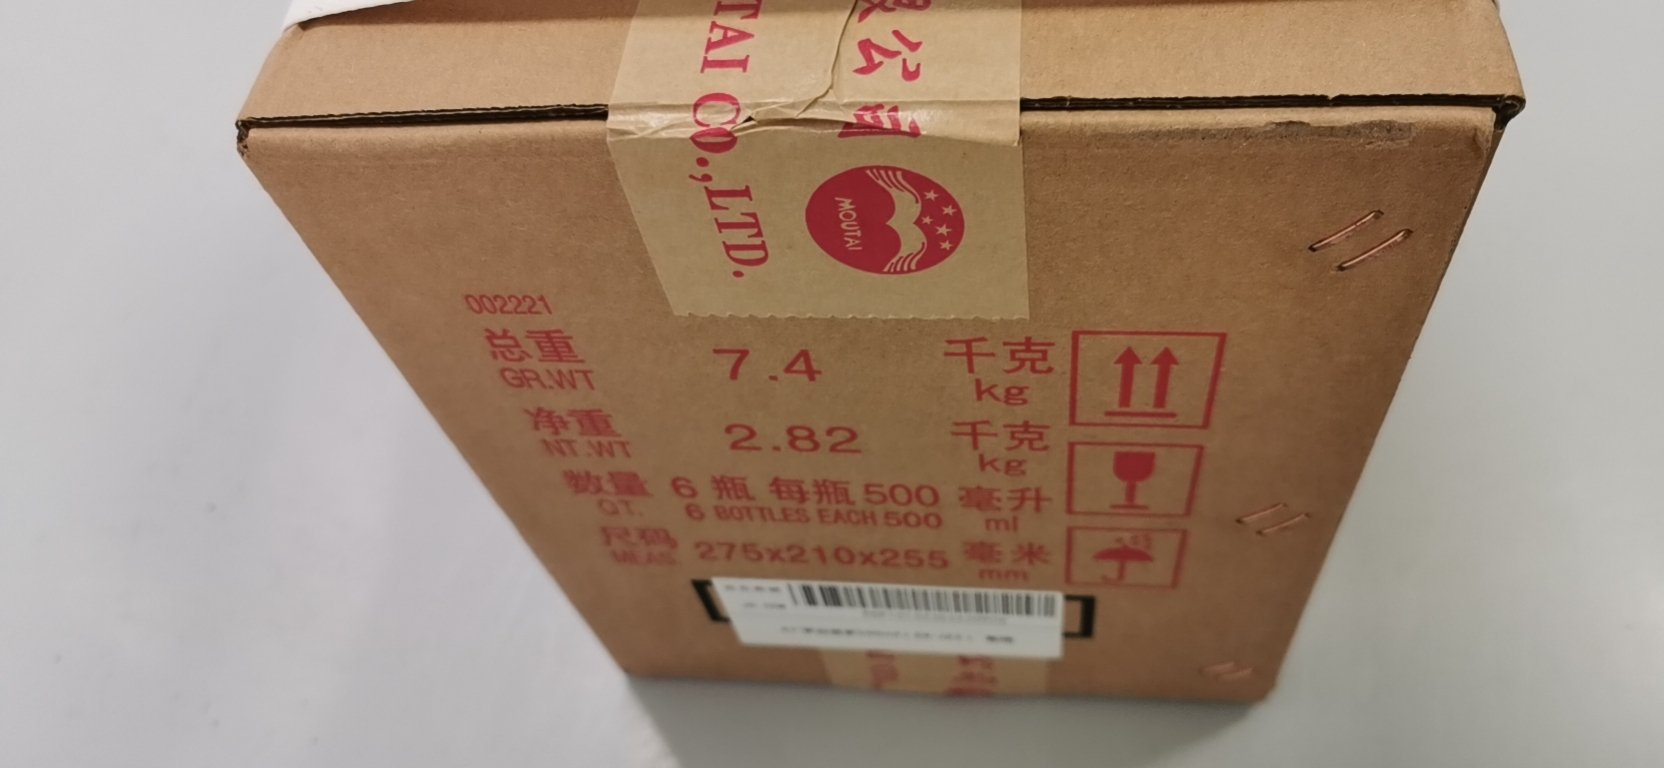 TAI CO.,LTD.
公司
MOUTAI
002221
总重 7.4 千克
GR.WT kg
净重 2.82 千克
NT.WT kg
数量 6 瓶 每瓶 500 毫升
QT. 6 BOTTLES EACH 500 ml
尺码 275x210x255 毫米
MEAS. mm